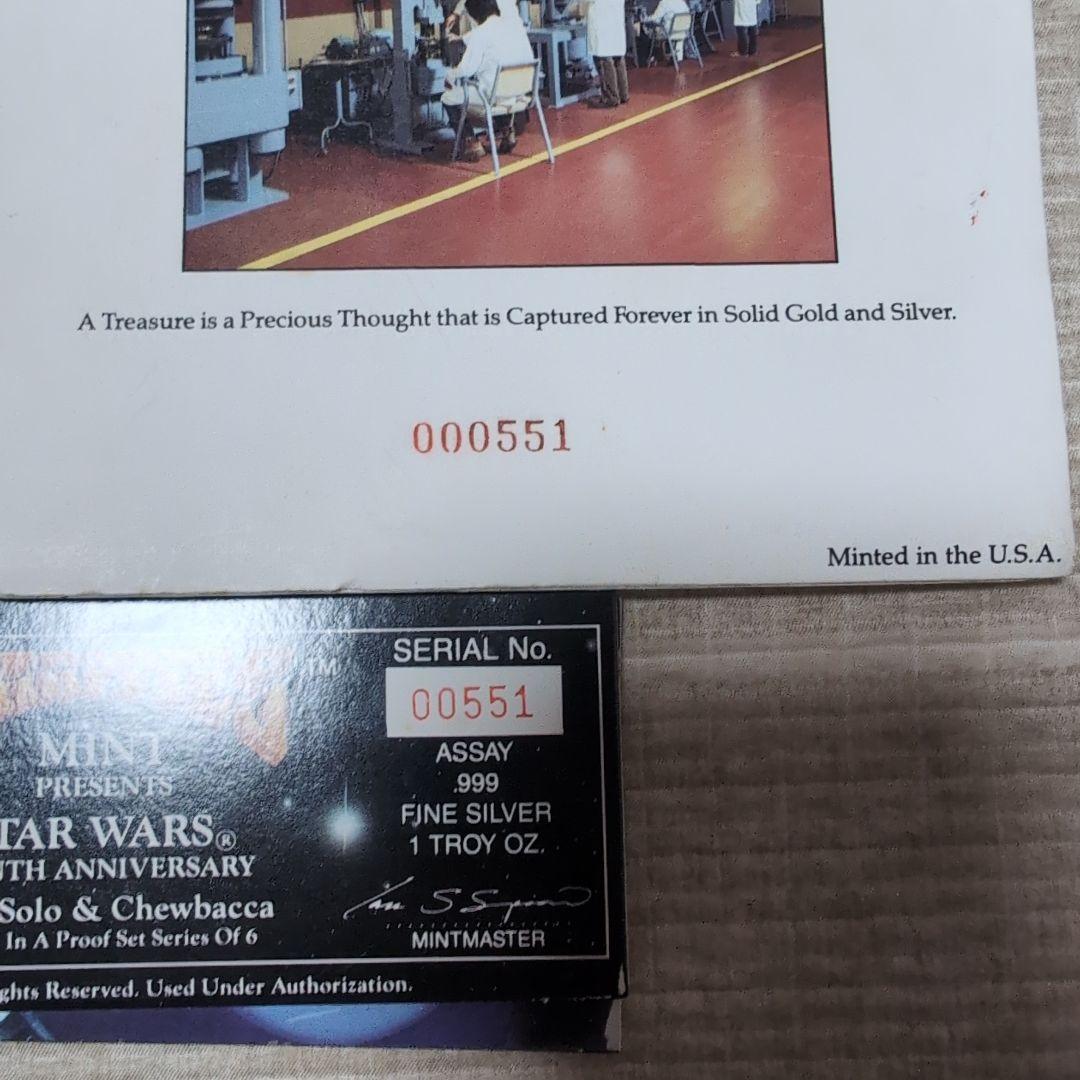 A Treasure is a Precious Thought that is Captured Forever in Solid Gold and Silver.
000551
Minted in the U.S.A.
TM
SERIAL No.
00551
MINT
PRESENTS
TAR WARS®
UTH ANNIVERSARY
Solo & Chewbacca
In A Proof Set Series Of 6
ASSAY
.999
FINE SILVER
1 TROY OZ.
MINTMASTER
ghts Reserved. Used Under Authorization.